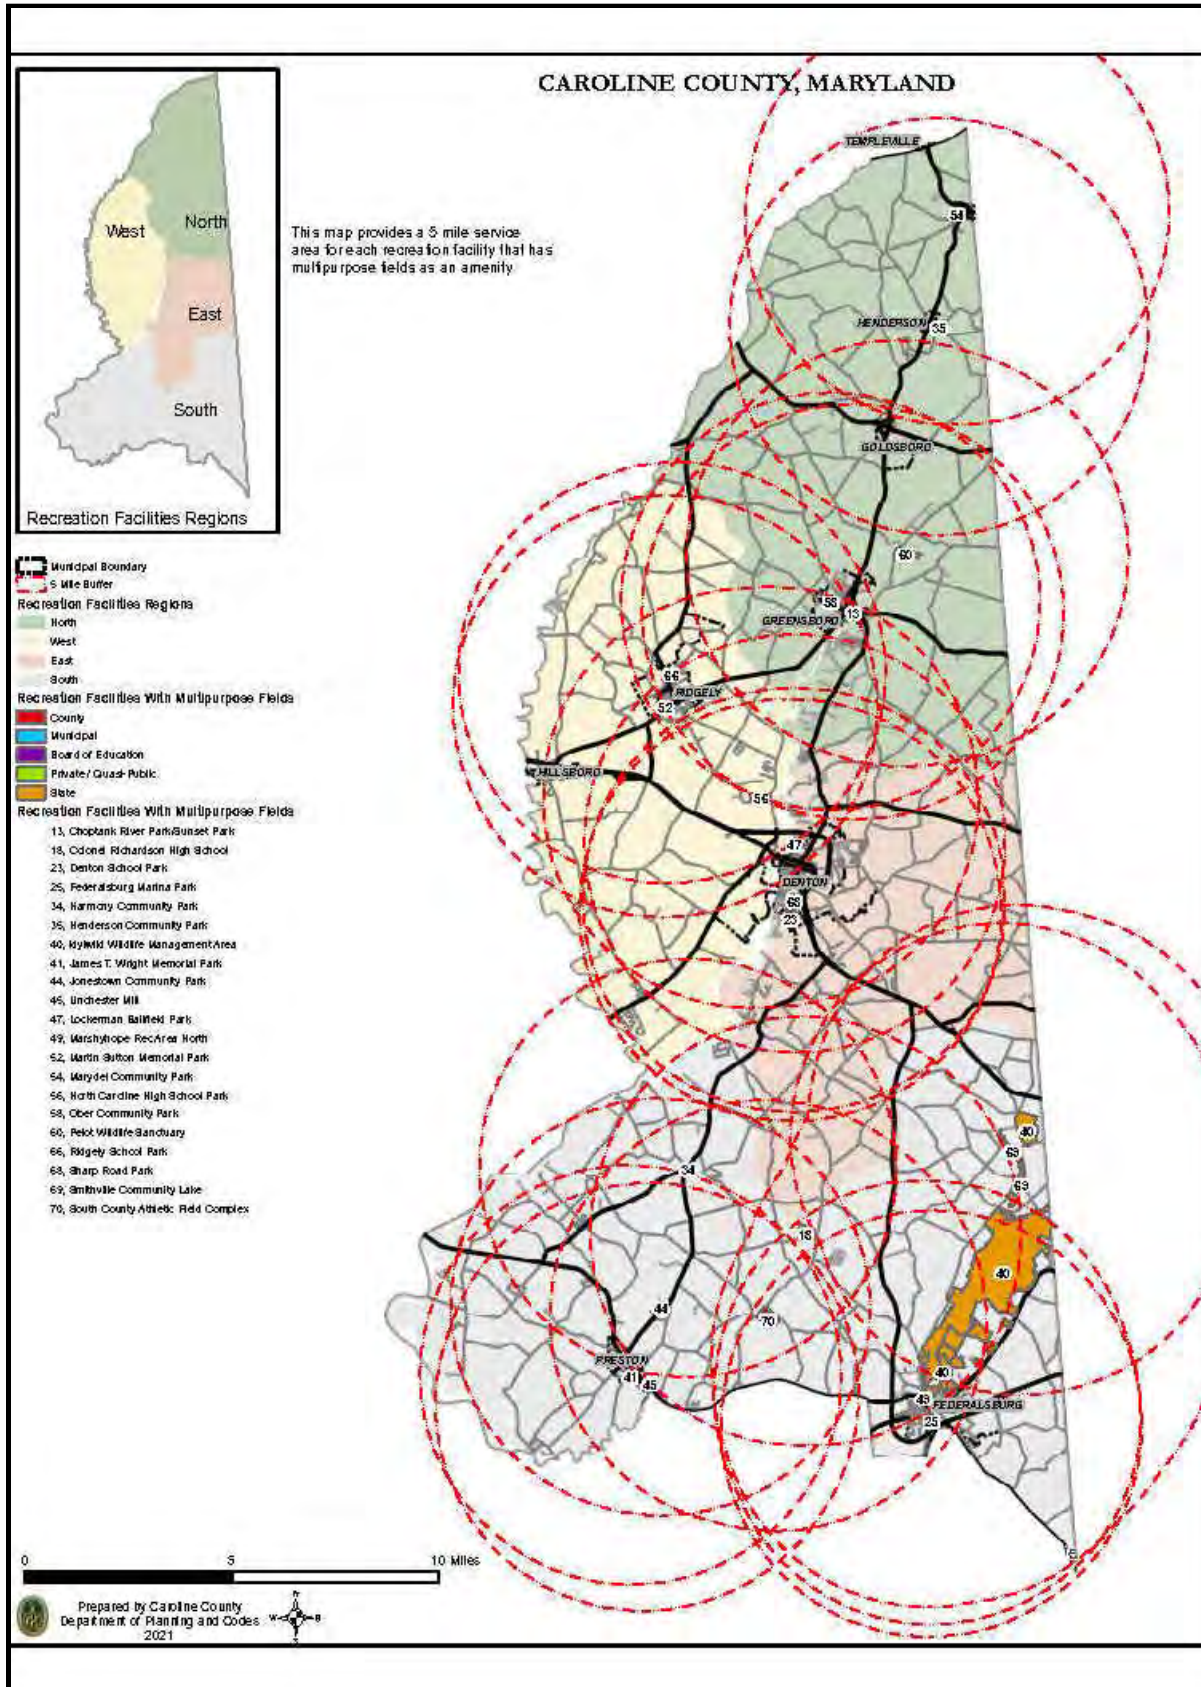 CAROLINE COUNTY, MARYLAND
West
North
East
South
Recreation Facilities Regions
This map provides a 5 mile service
area for each recreation facility that has
multipurpose fields as an amenity
Municipal Boundary
5 Mile Buffer
Recreation Facilities Regions
North
West
East
South
Recreation Facilities With Multipurpose Fields
County
Municipal
Board of Education
Private / Quasi-Public
State
Recreation Facilities With Multipurpose Fields
13, Choptank River Park/Sunset Park
18, Colonel Richardson High School
23, Denton School Park
25, Federalsburg Marina Park
34, Harmony Community Park
35, Henderson Community Park
40, Idylwild Wildlife Management Area
41, James T. Wright Memorial Park
44, Jonestown Community Park
45, Linchester Mill
47, Lockerman Ballfield Park
49, Marshyhope Rec Area North
52, Martin Sutton Memorial Park
54, Marydel Community Park
56, North Caroline High School Park
58, Ober Community Park
60, Pelot Wildlife Sanctuary
66, Ridgely School Park
68, Sharp Road Park
69, Smithville Community Lake
70, South County Athletic Field Complex
TEMPLEVILLE
54
HENDERSON
35
GOLDSBORO
60
58
GREENSBORO
13
66
RIDGELY
52
HILLSBORO
56
47
DENTON
68
23
40
69
34
69
18
40
44
70
PRESTON
41
45
40
49
FEDERALSBURG
25
0
5
10 Miles
Prepared by Caroline County
Department of Planning and Codes
2021
N
W
E
S